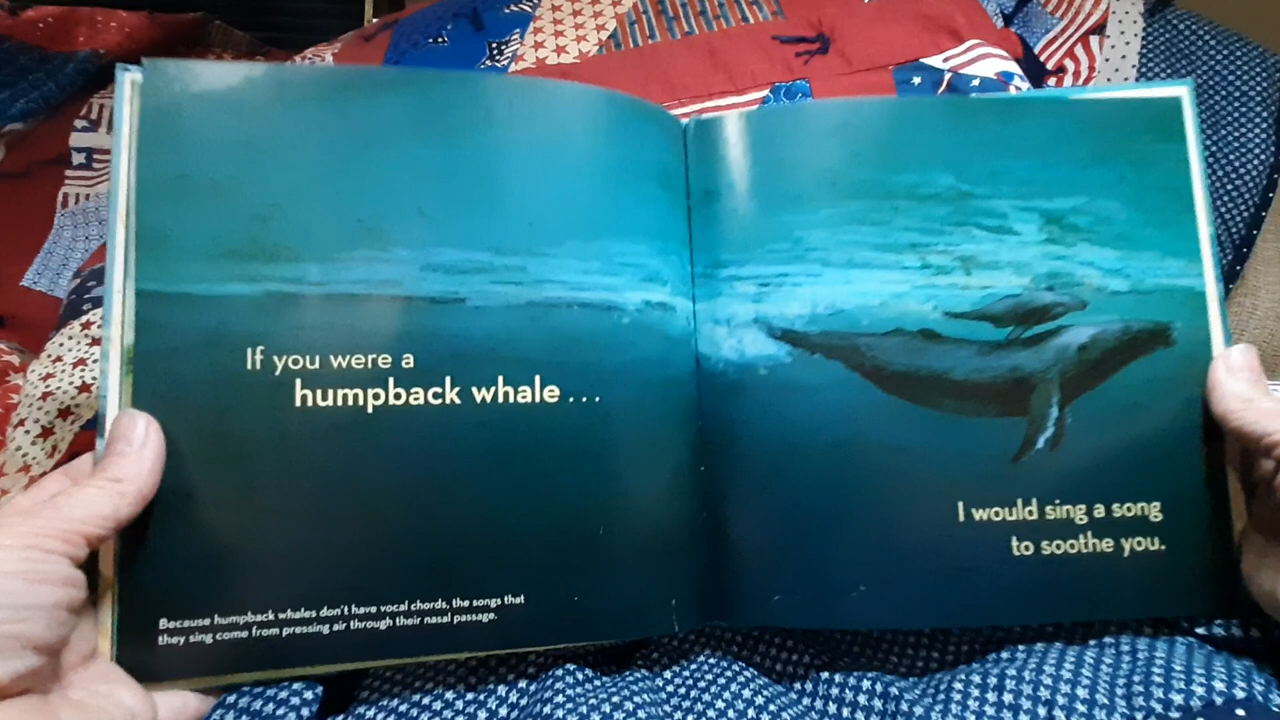 If you were a
humpback whale...
Because humpback whales don't have vocal chords, the songs that
they sing come from pressing air through their nasal passage.
I would sing a song
to soothe you.